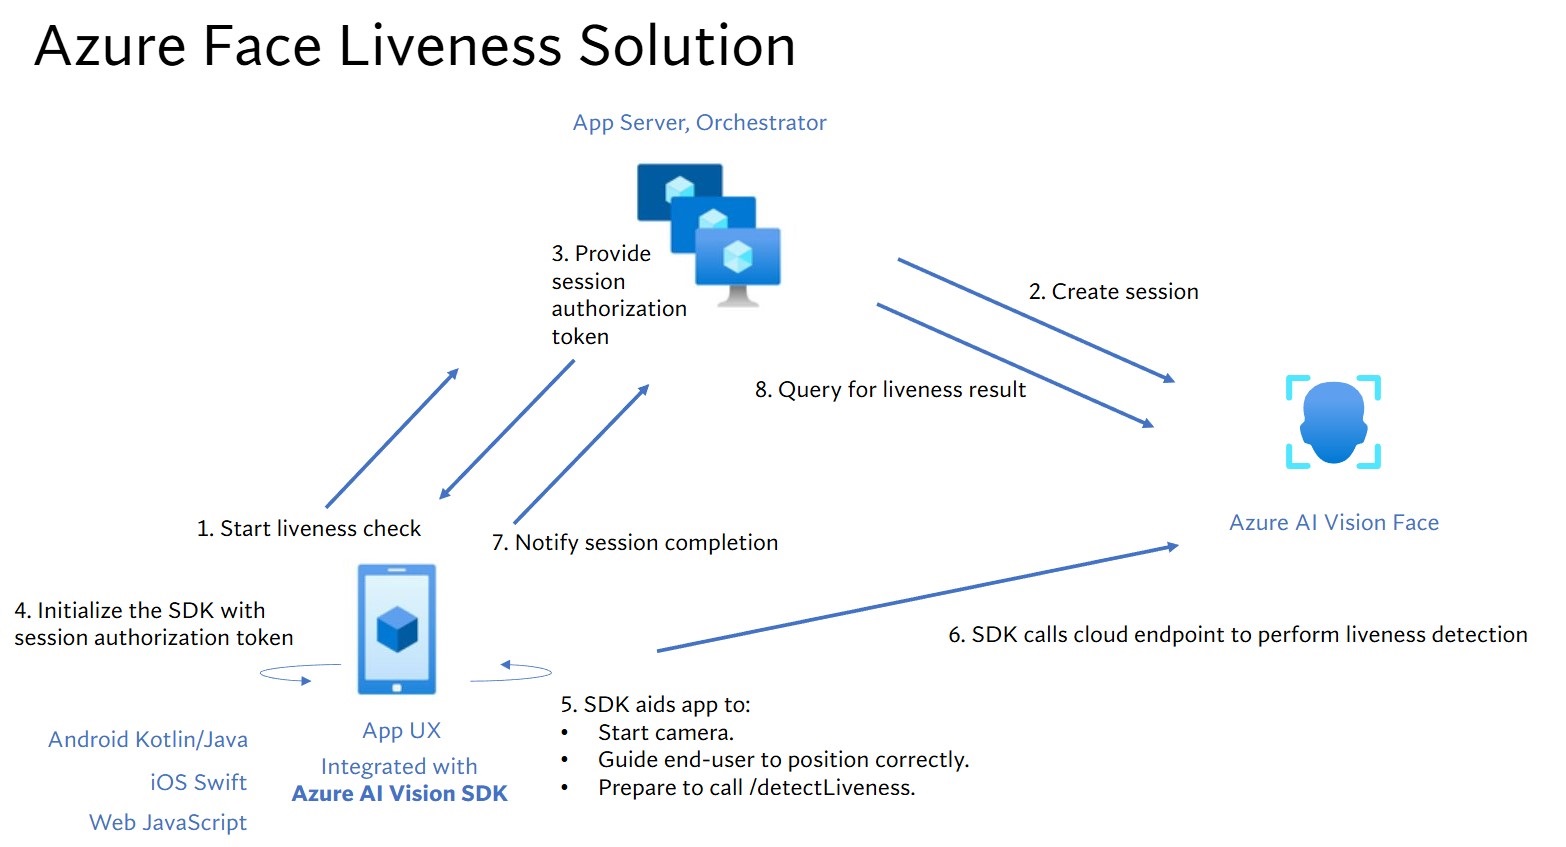 Azure Face Liveness Solution
App Server, Orchestrator
3. Provide
session
authorization
token
2. Create session
8. Query for liveness result
Azure AI Vision Face
1. Start liveness check
7. Notify session completion
4. Initialize the SDK with
session authorization token
6. SDK calls cloud endpoint to perform liveness detection
5. SDK aids app to:
• Start camera.
• Guide end-user to position correctly.
• Prepare to call /detectLiveness.
App UX
Integrated with
Azure AI Vision SDK
Android Kotlin/Java
iOS Swift
Web JavaScript